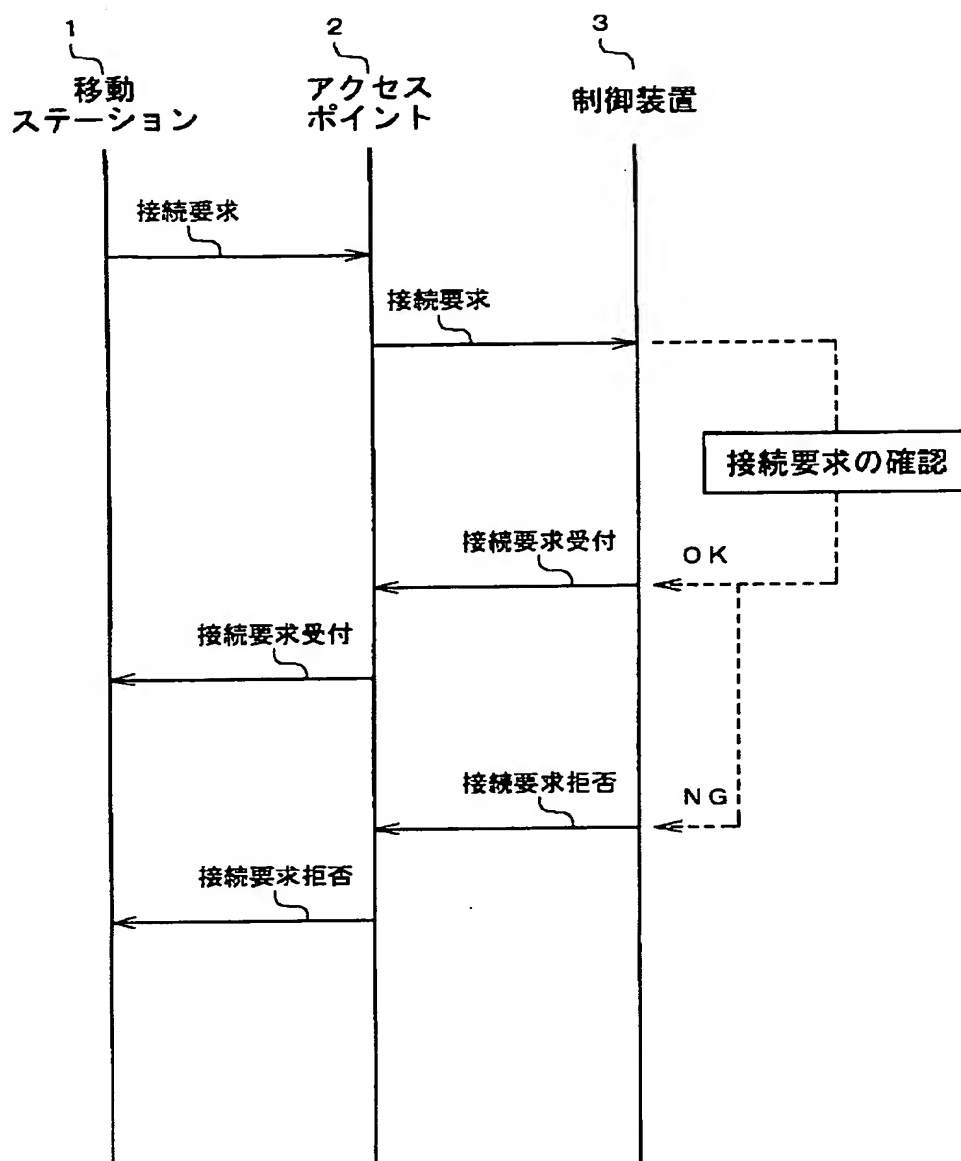 1
移動
ステーション
2
アクセス
ポイント
3
制御装置
接続要求
接続要求
接続要求の確認
接続要求受付
OK
接続要求受付
接続要求拒否
NG
接続要求拒否